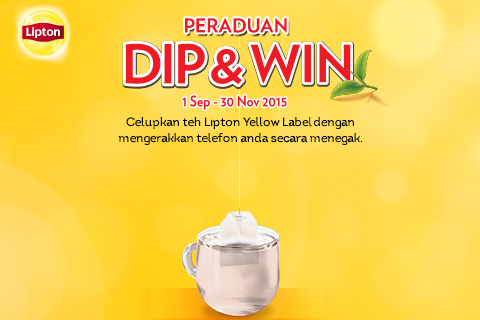 Lipton
PERADUAN
DIP & WIN
1 Sep - 30 Nov 2015
Celupkan teh Lipton Yellow Label dengan
mengerakkan telefon anda secara menegak.